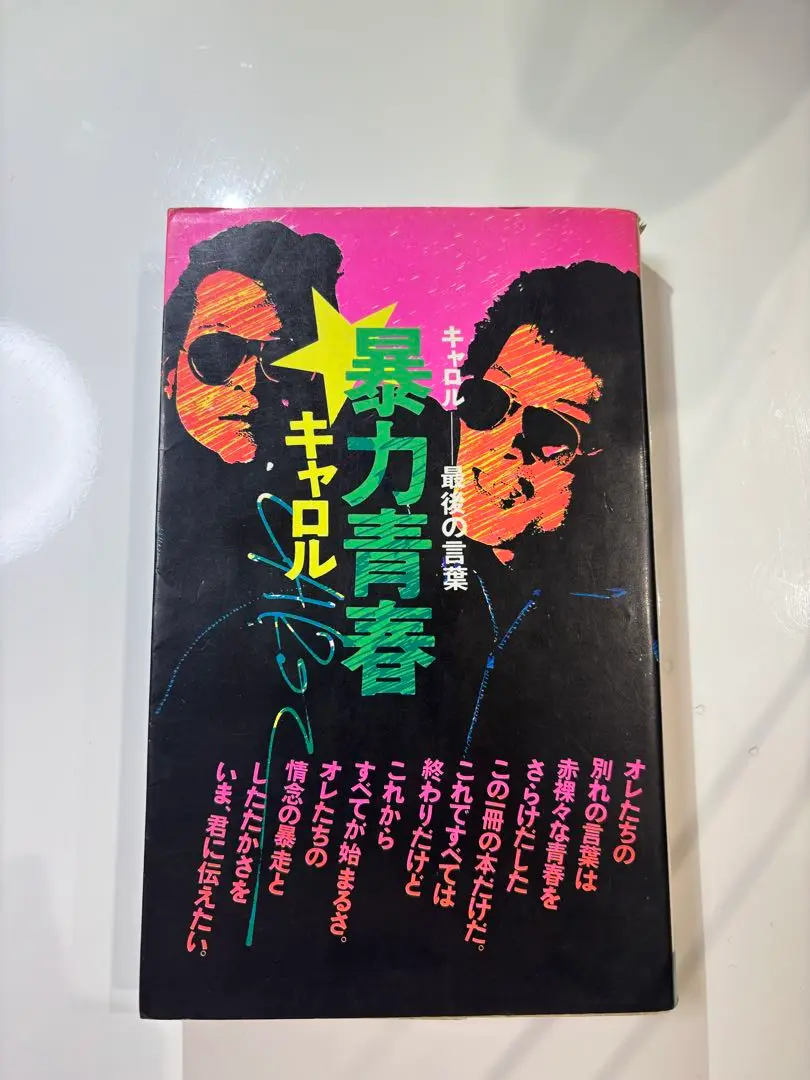 キャロル──最後の言葉
暴力青春
キャロル
オレたちの
別れの言葉は
赤裸々な青春を
さらけだした
この一冊の本だけだ。
これですべては
終わりだけど
これから
すべてが始まるさ。
オレたちの
情念の暴走と
したたかさを
いま、君に伝えたい。